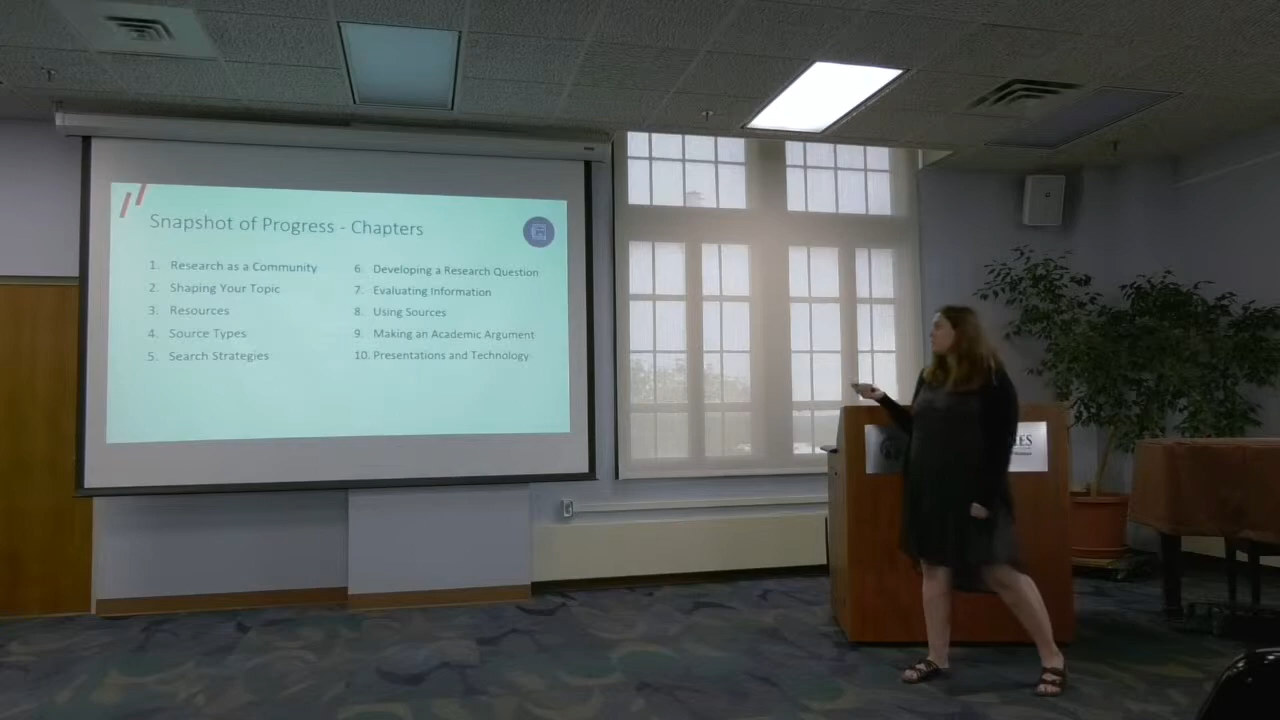 Snapshot of Progress - Chapters
1. Research as a Community
2. Shaping Your Topic
3. Resources
4. Source Types
5. Search Strategies
6. Developing a Research Question
7. Evaluating Information
8. Using Sources
9. Making an Academic Argument
10. Presentations and Technology